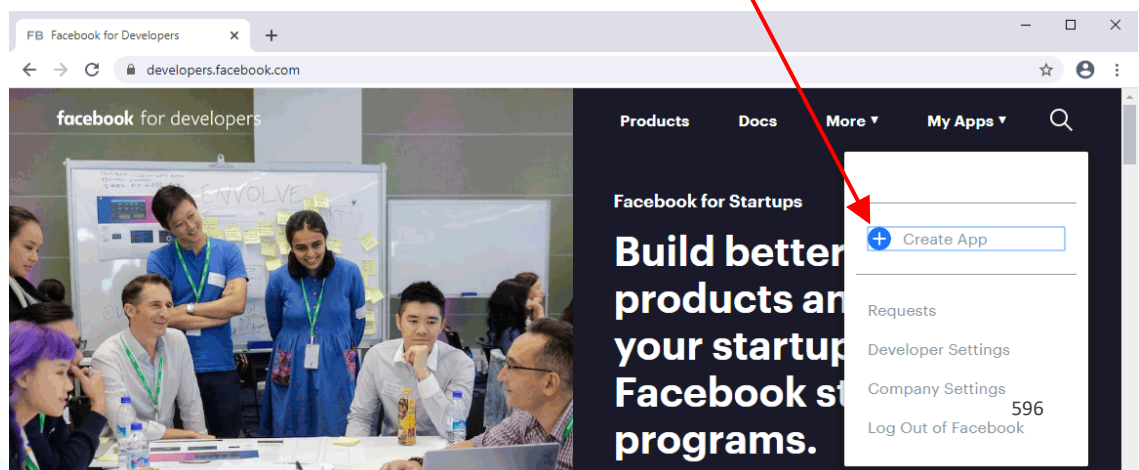 FB Facebook for Developers
developers.facebook.com
facebook for developers
Products Docs More My Apps
ENVOLVE
Facebook for Startups
Build better
products an
your startup
Facebook st
programs.
Create App
Requests
Developer Settings
Company Settings
596
Log Out of Facebook